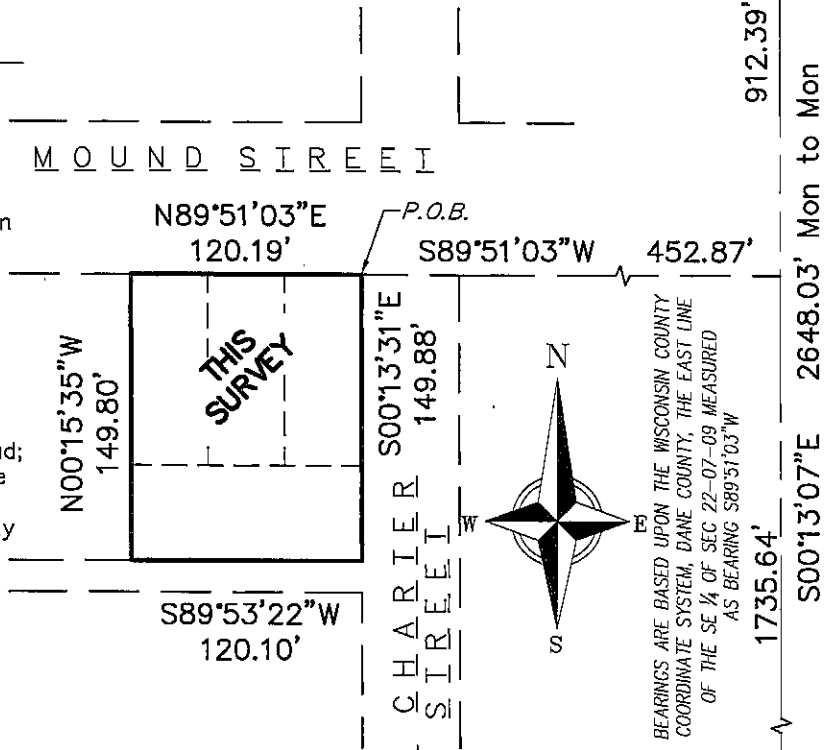 912.39'
Mon to Mon
2648.03'
S00°13'07"E
1735.64'
MOUND STREET
N89°51'03"E
120.19'
P.O.B.
S89°51'03"W 452.87'
THIS
SURVEY
N00°15'35"W
149.80'
S00°13'31"E
149.88'
S89°53'22"W
120.10'
CHARTER
STREET
N
W
E
S
BEARINGS ARE BASED UPON THE WISCONSIN COUNTY
COORDINATE SYSTEM, DANE COUNTY, THE EAST LINE
OF THE SE ¼ OF SEC 22-07-09 MEASURED
AS BEARING S89°51'03"W